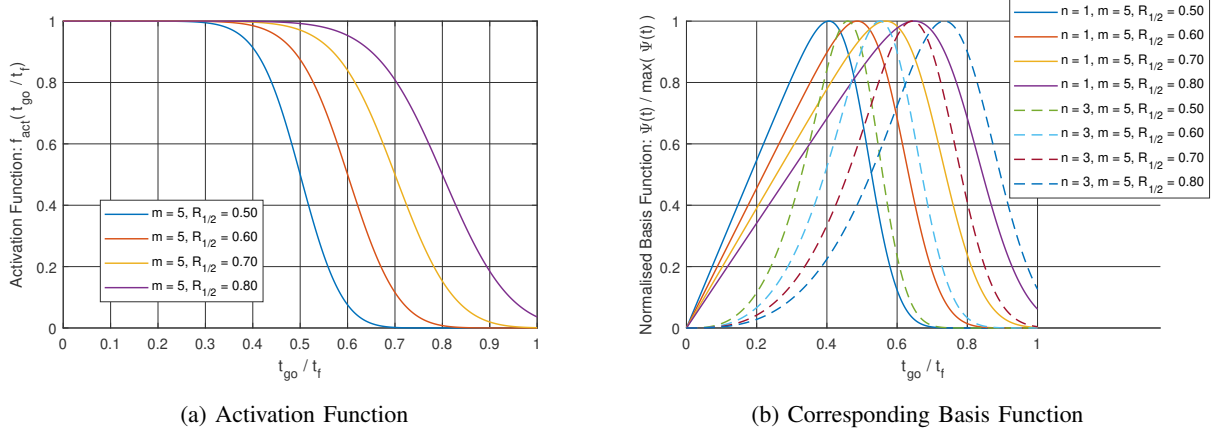 Activation Function: f_act( t_go / t_f)
1
0.8
0.6
0.4
0.2
0
m = 5, R_1/2 = 0.50
m = 5, R_1/2 = 0.60
m = 5, R_1/2 = 0.70
m = 5, R_1/2 = 0.80
0 0.1 0.2 0.3 0.4 0.5 0.6 0.7 0.8 0.9 1
t_go / t_f
(a) Activation Function
Normalised Basis Function: Ψ(t) / max( Ψ(t) )
1
0.8
0.6
0.4
0.2
0
n = 1, m = 5, R_1/2 = 0.50
n = 1, m = 5, R_1/2 = 0.60
n = 1, m = 5, R_1/2 = 0.70
n = 1, m = 5, R_1/2 = 0.80
n = 3, m = 5, R_1/2 = 0.50
n = 3, m = 5, R_1/2 = 0.60
n = 3, m = 5, R_1/2 = 0.70
n = 3, m = 5, R_1/2 = 0.80
0 0.2 0.4 0.6 0.8 1
t_go / t_f
(b) Corresponding Basis Function